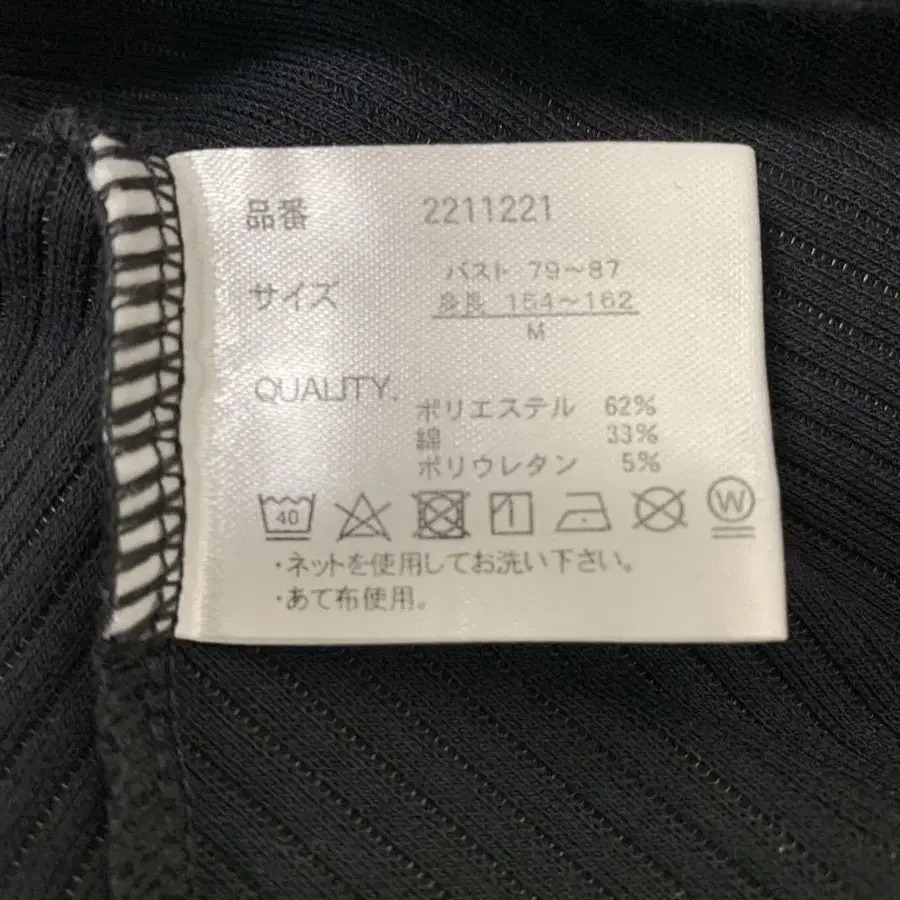 品番 2211221
サイズ バスト 79〜87
身長 154〜162
M
QUALITY.
ポリエステル 62%
綿 33%
ポリウレタン 5%
40 W
・ネットを使用してお洗い下さい。
・あて布使用。